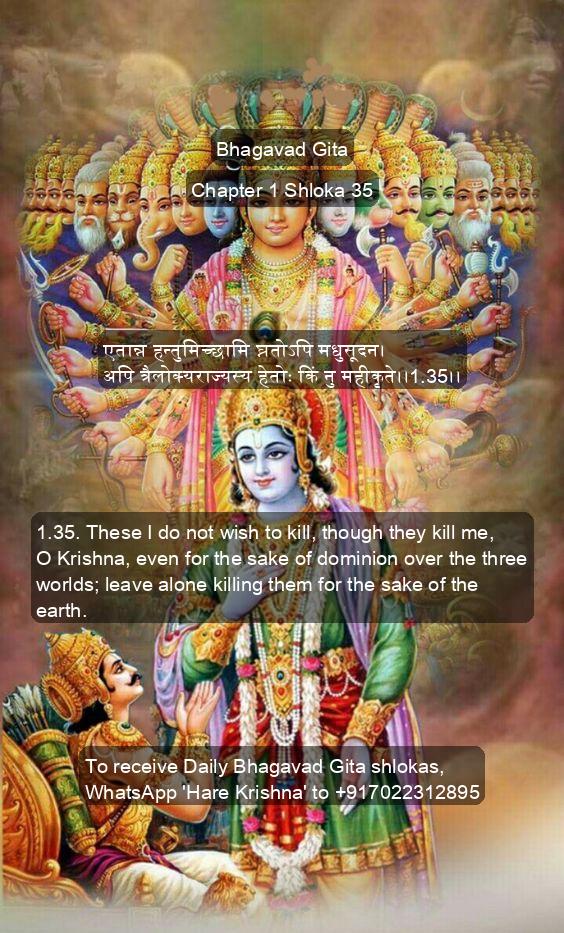 Bhagavad Gita
Chapter 1 Shloka 35
एतान्न हन्तुमिच्छामि घ्नतोऽपि मधुसूदन।
अपि त्रैलोक्यराज्यस्य हेतोः किं नु महीकृते।।1.35।।
1.35. These I do not wish to kill, though they kill me,
O Krishna, even for the sake of dominion over the three
worlds; leave alone killing them for the sake of the
earth.
To receive Daily Bhagavad Gita shlokas,
WhatsApp 'Hare Krishna' to +917022312895